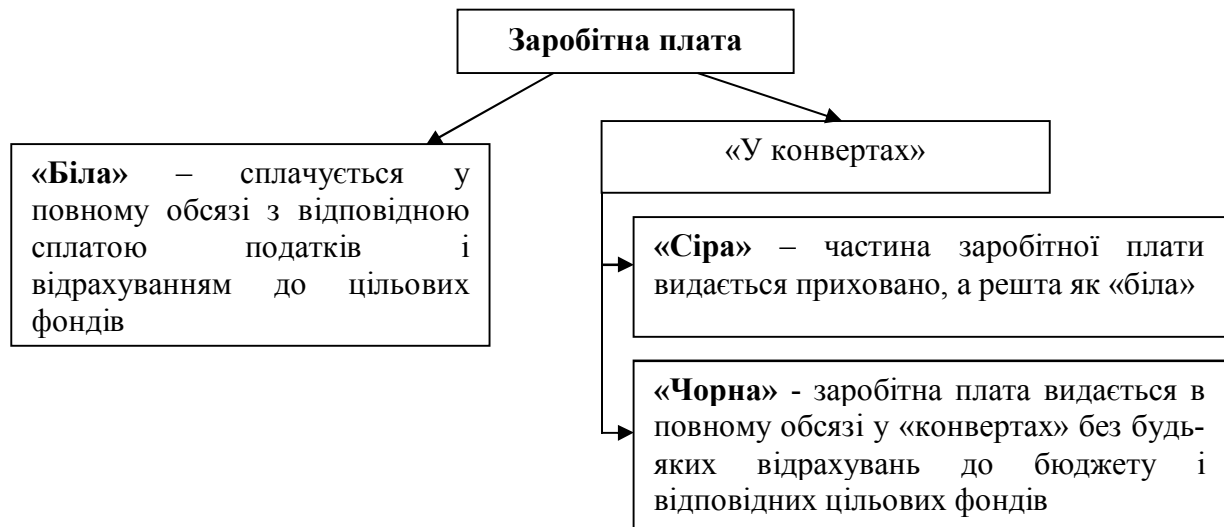 Заробітна плата
«Біла» – сплачується у
повному обсязі з відповідною
сплатою податків і
відрахуванням до цільових
фондів
«У конвертах»
«Сіра» – частина заробітної плати
видається приховано, а решта як «біла»
«Чорна» - заробітна плата видається в
повному обсязі у «конвертах» без будь-
яких відрахувань до бюджету і
відповідних цільових фондів